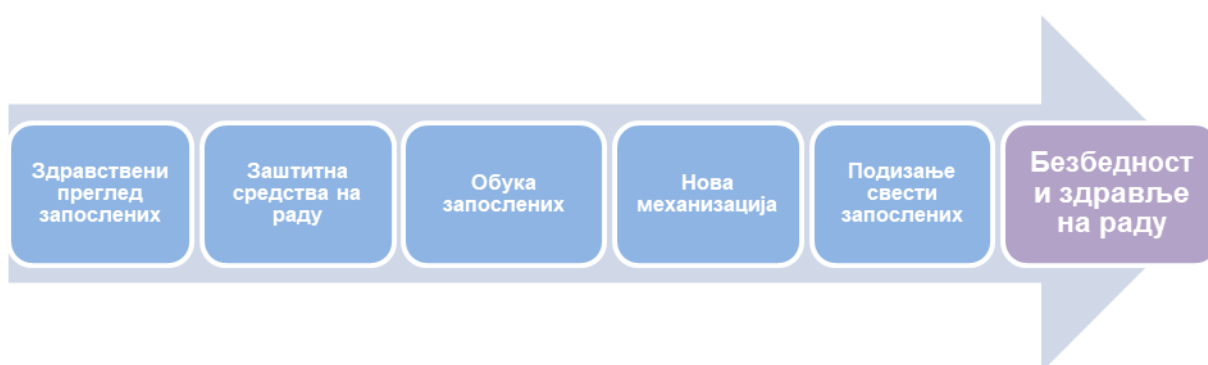 Здравствени
преглед
запослених
Заштитна
средства на
раду
Обука
запослених
Нова
механизација
Подизање
свести
запослених
Безбедност
и здравље
на раду